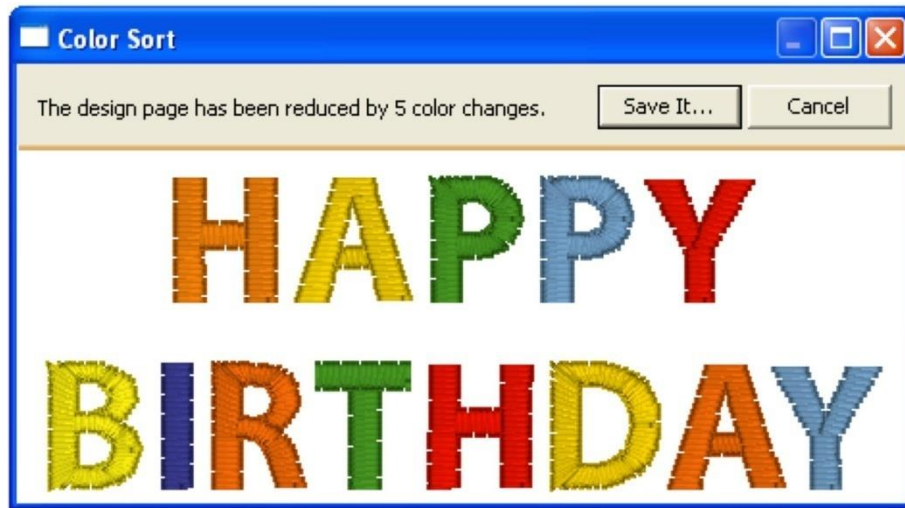 Color Sort
The design page has been reduced by 5 color changes.
Save It...
Cancel
HAPPY
BIRTHDAY